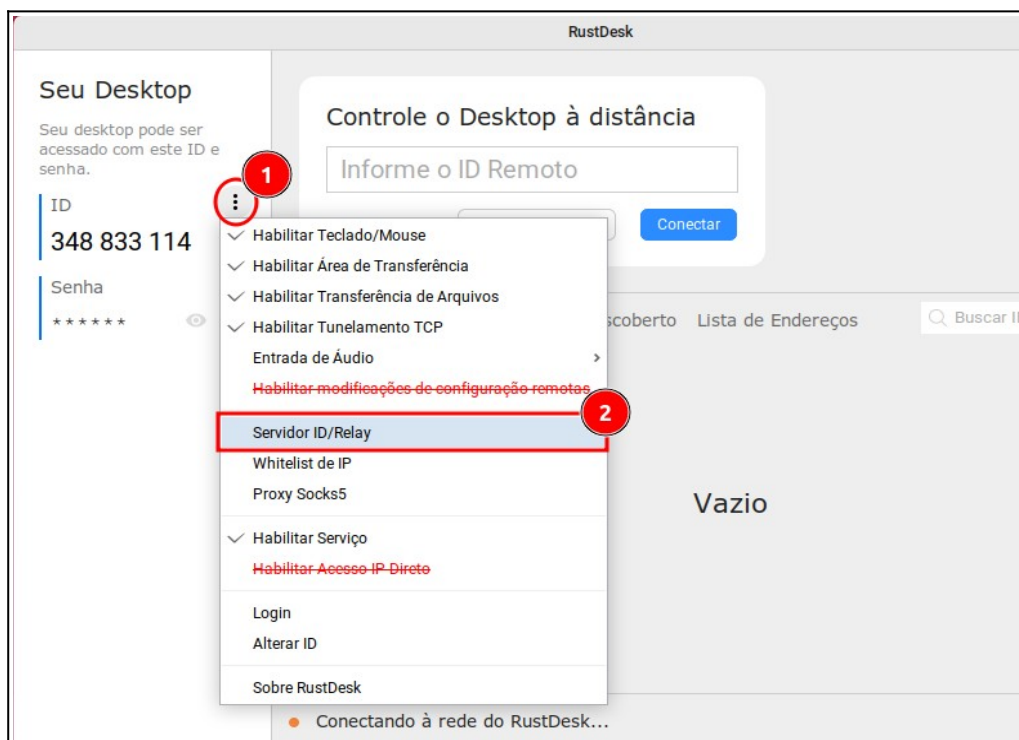 RustDesk
Seu Desktop
Seu desktop pode ser
acessado com este ID e
senha.
1
ID
348 833 114
Senha
******
Controle o Desktop à distância
Informe o ID Remoto
Conectar
Habilitar Teclado/Mouse
Habilitar Área de Transferência
Habilitar Transferência de Arquivos
Habilitar Tunelamento TCP
Entrada de Áudio
Habilitar modificações de configuração remotas
2
Servidor ID/Relay
Whitelist de IP
Proxy Socks5
Habilitar Serviço
Habilitar Acesso IP Direto
Login
Alterar ID
Sobre RustDesk
scoberto Lista de Endereços
Buscar
Vazio
Conectando à rede do RustDesk...